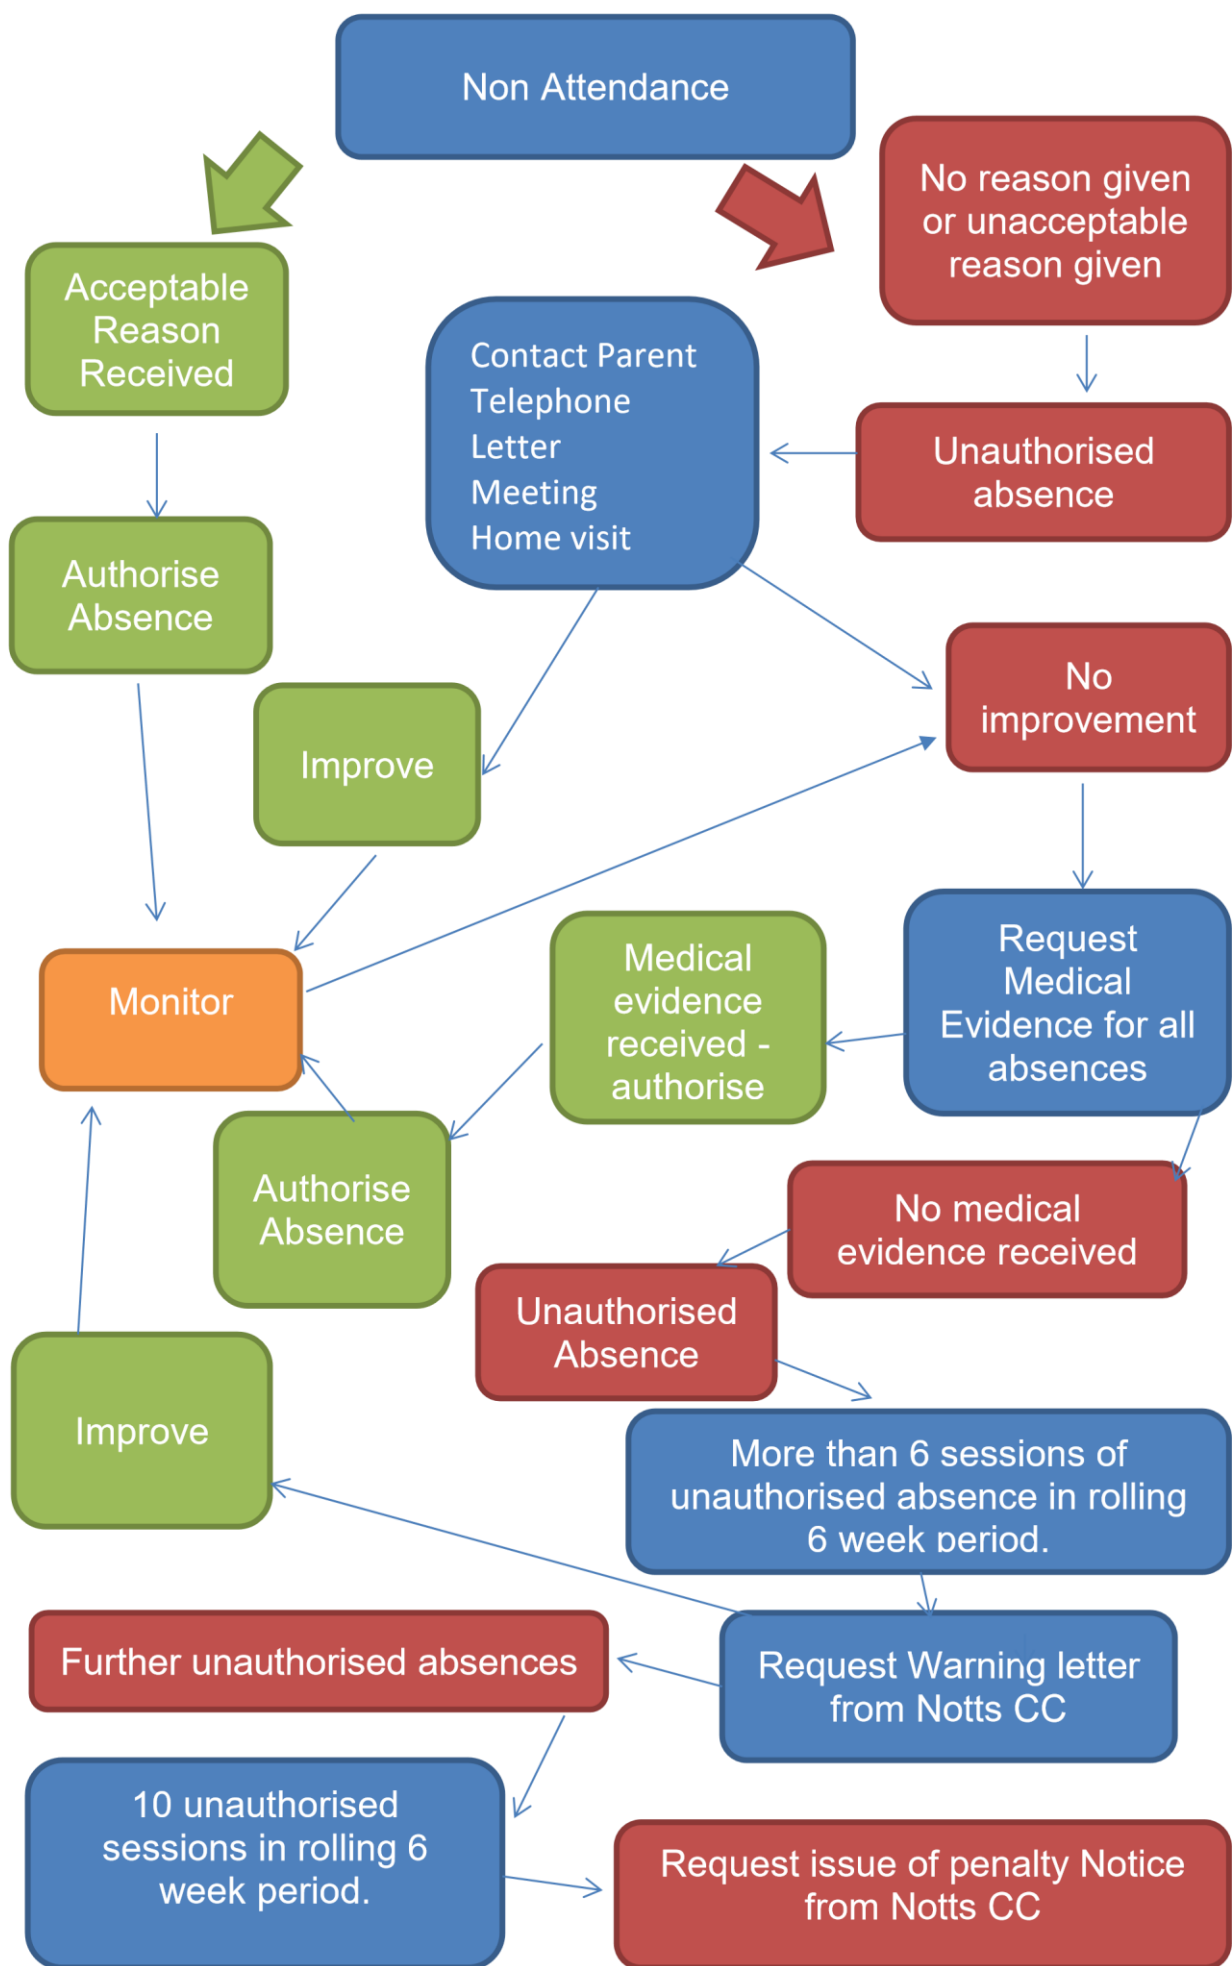 Non Attendance
No reason given
or unacceptable
reason given
Acceptable
Reason
Received
Contact Parent
Telephone
Letter
Meeting
Home visit
Unauthorised
absence
Authorise
Absence
No
improvement
Improve
Request
Medical
Evidence for all
absences
Medical
evidence
received -
authorise
Monitor
Authorise
Absence
No medical
evidence received
Unauthorised
Absence
Improve
More than 6 sessions of
unauthorised absence in rolling
6 week period.
Further unauthorised absences
Request Warning letter
from Notts CC
10 unauthorised
sessions in rolling 6
week period.
Request issue of penalty Notice
from Notts CC